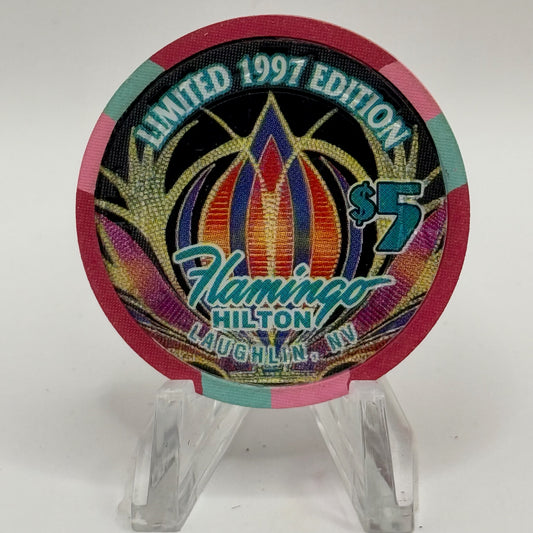 LIMITED 1997 EDITION
$5
Flamingo
HILTON
LAUGHLIN, NV